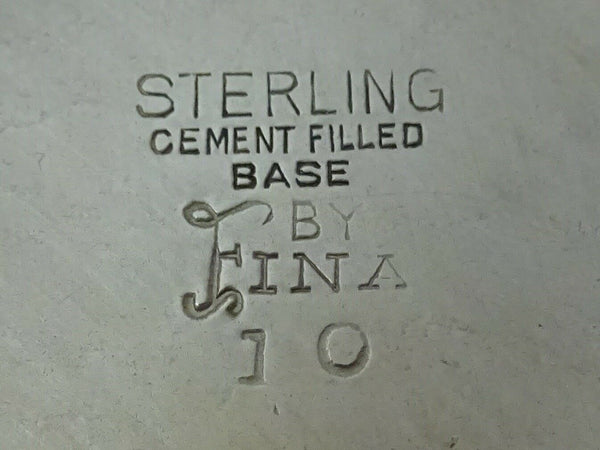 STERLING
CEMENT FILLED
BASE
BY
FINA
10